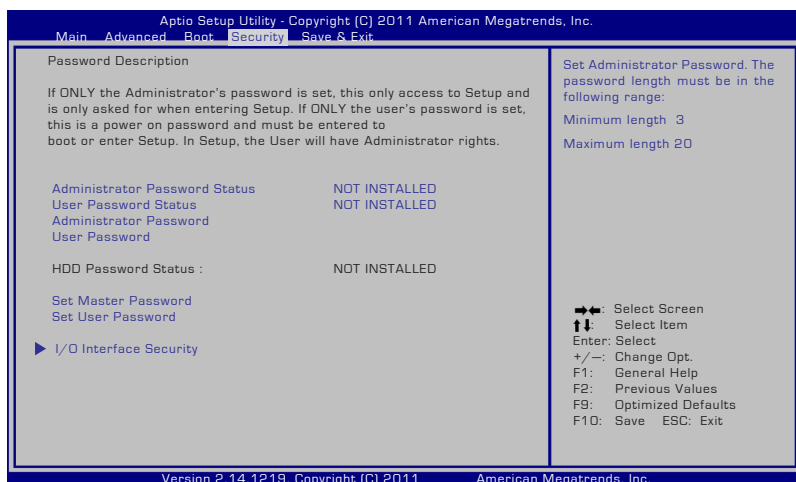 Aptio Setup Utility - Copyright (C) 2011 American Megatrends, Inc.
Main Advanced Boot Security Save & Exit
Password Description
If ONLY the Administrator's password is set, this only access to Setup and
is only asked for when entering Setup. If ONLY the user's password is set,
this is a power on password and must be entered to
boot or enter Setup. In Setup, the User will have Administrator rights.
Administrator Password Status NOT INSTALLED
User Password Status NOT INSTALLED
Administrator Password
User Password
HDD Password Status : NOT INSTALLED
Set Master Password
Set User Password
I/O Interface Security
Set Administrator Password. The
password length must be in the
following range:
Minimum length 3
Maximum length 20
➡⬅: Select Screen
⬆⬇: Select Item
Enter: Select
+/—: Change Opt.
F1: General Help
F2: Previous Values
F9: Optimized Defaults
F10: Save ESC: Exit
Version 2.14.1219. Copyright (C) 2011 American Megatrends, Inc.